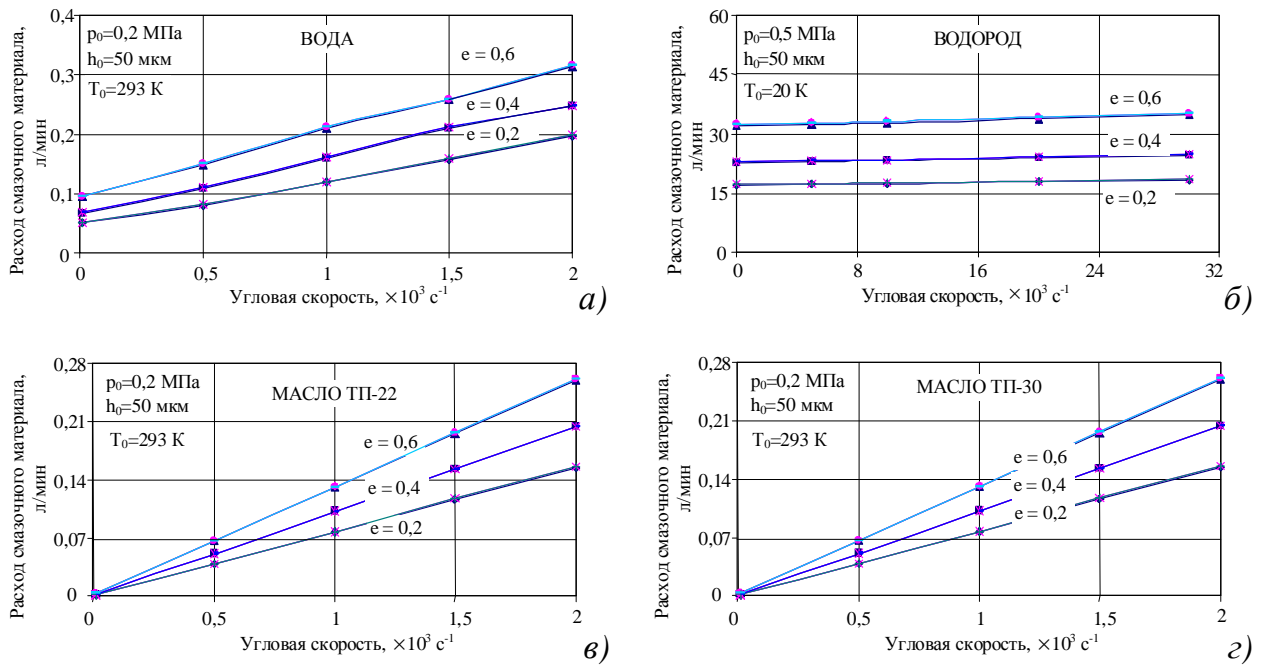 Расход смазочного материала,
л/мин
0,4
0,3
0,2
0,1
0
p₀=0,2 МПа
h₀=50 мкм
T₀=293 К
ВОДА
e = 0,6
e = 0,4
e = 0,2
0 0,5 1 1,5 2
Угловая скорость, ×10³ с⁻¹
а)
Расход смазочного материала,
л/мин
60
45
30
15
0
p₀=0,5 МПа
h₀=50 мкм
T₀=20 К
ВОДОРОД
e = 0,6
e = 0,4
e = 0,2
0 8 16 24 32
Угловая скорость, ×10³ с⁻¹
б)
Расход смазочного материала,
л/мин
0,28
0,21
0,14
0,07
0
p₀=0,2 МПа
h₀=50 мкм
T₀=293 К
МАСЛО ТП-22
e = 0,6
e = 0,4
e = 0,2
0 0,5 1 1,5 2
Угловая скорость, ×10³ с⁻¹
в)
Расход смазочного материала,
л/мин
0,28
0,21
0,14
0,07
0
p₀=0,2 МПа
h₀=50 мкм
T₀=293 К
МАСЛО ТП-30
e = 0,6
e = 0,4
e = 0,2
0 0,5 1 1,5 2
Угловая скорость, ×10³ с⁻¹
г)